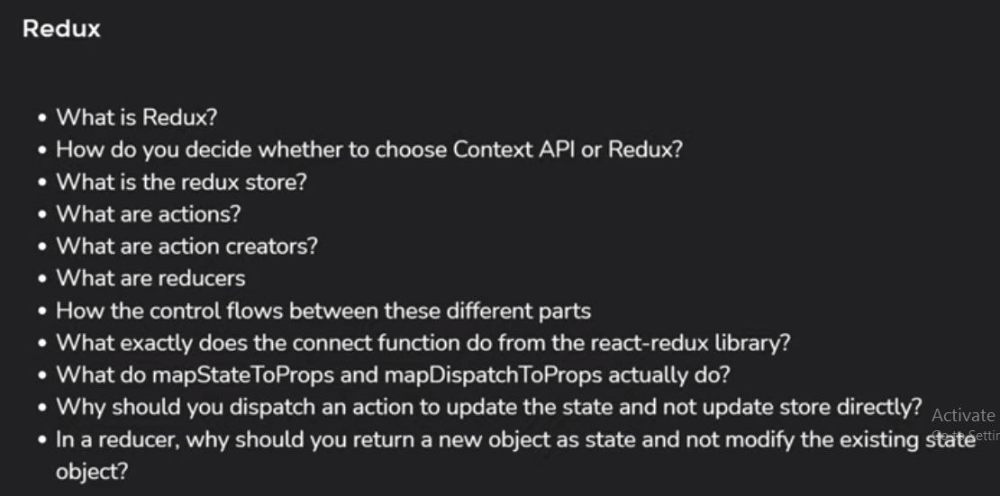 Redux
• What is Redux?
• How do you decide whether to choose Context API or Redux?
• What is the redux store?
• What are actions?
• What are action creators?
• What are reducers
• How the control flows between these different parts
• What exactly does the connect function do from the react-redux library?
• What do mapStateToProps and mapDispatchToProps actually do?
• Why should you dispatch an action to update the state and not update store directly?
Activate
• In a reducer, why should you return a new object as state and not modify the existing state
Go to Settin
object?